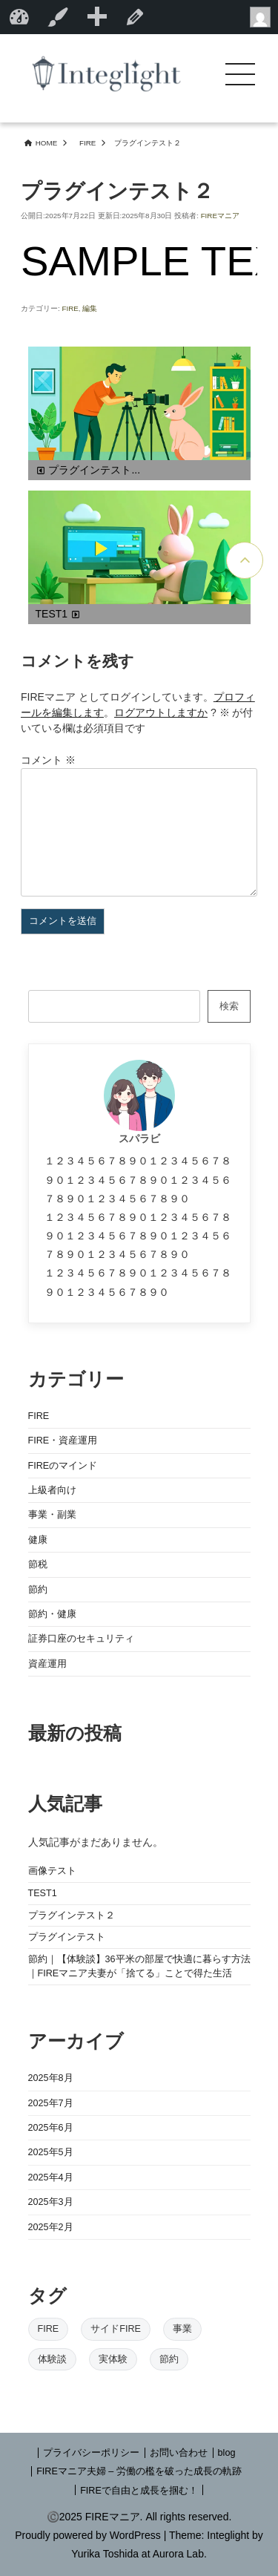 Integlight
HOME > FIRE > プラグインテスト２
プラグインテスト２
公開日:2025年7月22日 更新日:2025年8月30日 投稿者: FIREマニア
SAMPLE TEX
カテゴリー: FIRE, 編集
プラグインテスト...
TEST1
コメントを残す
FIREマニア としてログインしています。プロフィ
ールを編集します。ログアウトしますか ? ※ が付
いている欄は必須項目です
コメント ※
コメントを送信
検索
スパラビ
１２３４５６７８９０１２３４５６７８
９０１２３４５６７８９０１２３４５６
７８９０１２３４５６７８９０
１２３４５６７８９０１２３４５６７８
９０１２３４５６７８９０１２３４５６
７８９０１２３４５６７８９０
１２３４５６７８９０１２３４５６７８
９０１２３４５６７８９０
カテゴリー
FIRE
FIRE・資産運用
FIREのマインド
上級者向け
事業・副業
健康
節税
節約
節約・健康
証券口座のセキュリティ
資産運用
最新の投稿
人気記事
人気記事がまだありません。
画像テスト
TEST1
プラグインテスト２
プラグインテスト
節約｜【体験談】36平米の部屋で快適に暮らす方法
｜FIREマニア夫妻が「捨てる」ことで得た生活
アーカイブ
2025年8月
2025年7月
2025年6月
2025年5月
2025年4月
2025年3月
2025年2月
タグ
FIRE サイドFIRE 事業
体験談 実体験 節約
| プライバシーポリシー | お問い合わせ | blog
| FIREマニア夫婦 – 労働の檻を破った成長の軌跡
| FIREで自由と成長を掴む！ |
©2025 FIREマニア. All rights reserved.
Proudly powered by WordPress | Theme: Integlight by
Yurika Toshida at Aurora Lab.